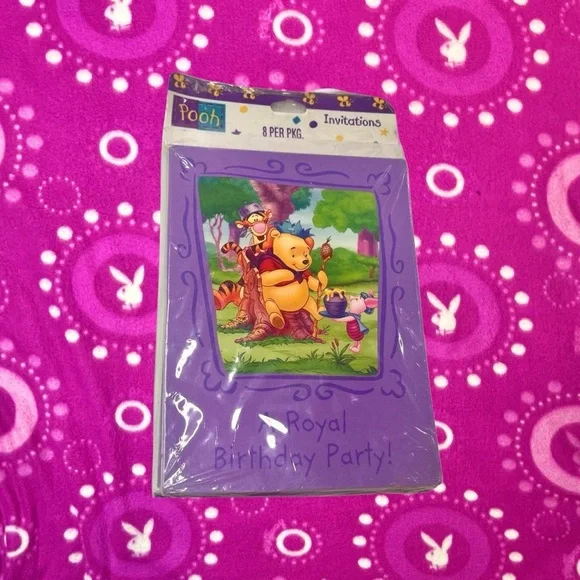 Pooh
Invitations
8 PER PKG.
A Royal
Birthday Party!